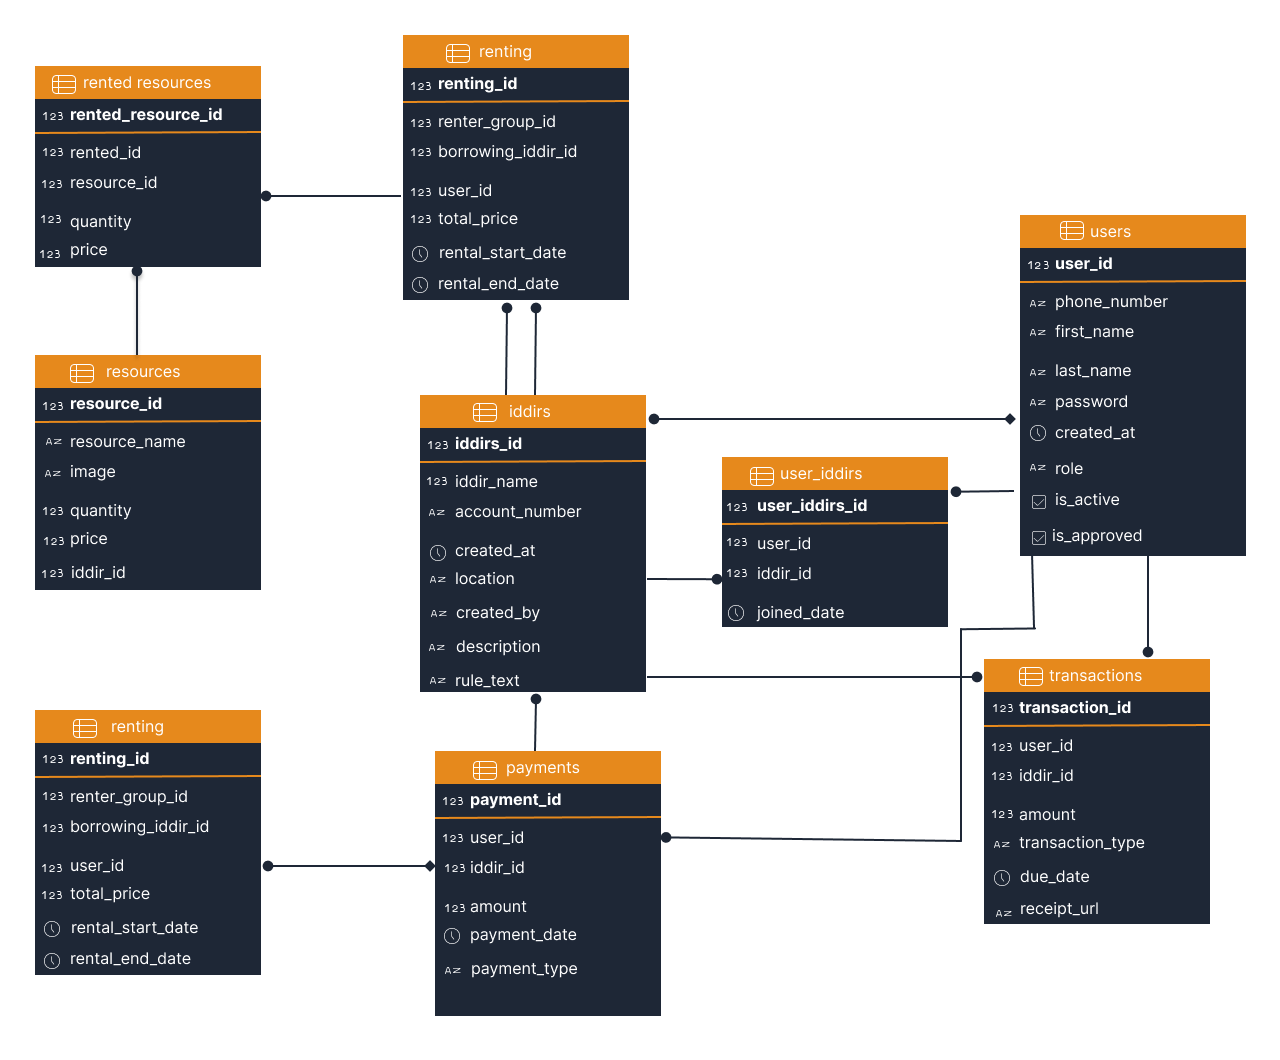 rented resources
123 rented_resource_id
123 rented_id
123 resource_id
123 quantity
123 price
renting
123 renting_id
123 renter_group_id
123 borrowing_iddir_id
123 user_id
123 total_price
rental_start_date
rental_end_date
users
123 user_id
AZ phone_number
AZ first_name
AZ last_name
AZ password
created_at
AZ role
is_active
is_approved
resources
123 resource_id
AZ resource_name
AZ image
123 quantity
123 price
123 iddir_id
iddirs
123 iddirs_id
123 iddir_name
AZ account_number
created_at
AZ location
AZ created_by
AZ description
AZ rule_text
user_iddirs
123 user_iddirs_id
123 user_id
123 iddir_id
joined_date
transactions
123 transaction_id
123 user_id
123 iddir_id
123 amount
AZ transaction_type
due_date
AZ receipt_url
renting
123 renting_id
123 renter_group_id
123 borrowing_iddir_id
123 user_id
123 total_price
rental_start_date
rental_end_date
payments
123 payment_id
123 user_id
123 iddir_id
123 amount
payment_date
AZ payment_type